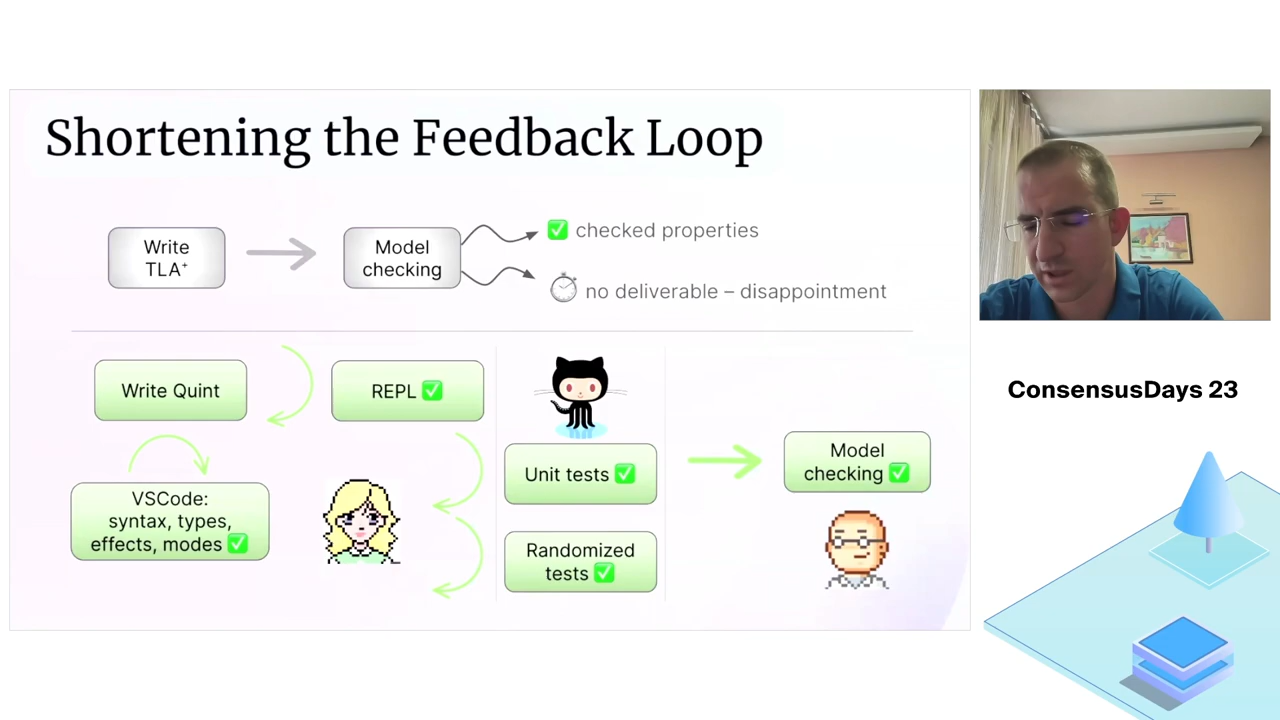 Shortening the Feedback Loop
Write
TLA⁺
Model
checking
checked properties
no deliverable – disappointment
Write Quint
REPL
VSCode:
syntax, types,
effects, modes
Unit tests
Randomized
tests
Model
checking
ConsensusDays 23